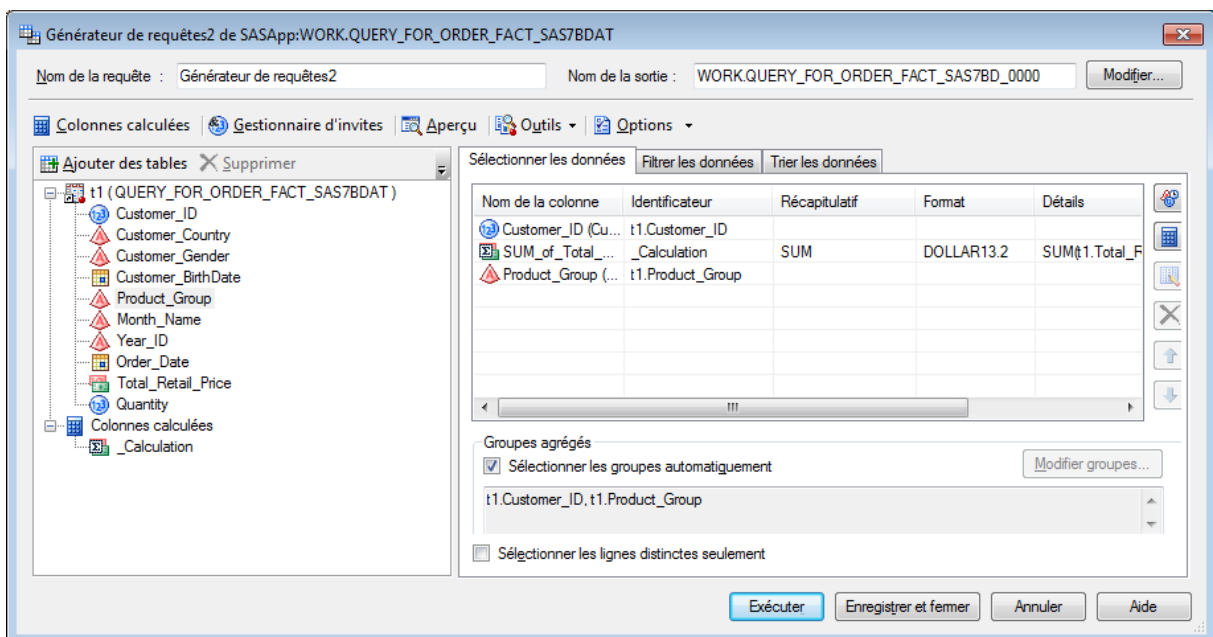 Générateur de requêtes2 de SASApp:WORK.QUERY_FOR_ORDER_FACT_SAS7BDAT
Nom de la requête : Générateur de requêtes2 Nom de la sortie : WORK.QUERY_FOR_ORDER_FACT_SAS7BD_0000 Modifier...
Colonnes calculées Gestionnaire d'invites Aperçu Outils Options
Ajouter des tables Supprimer
t1 (QUERY_FOR_ORDER_FACT_SAS7BDAT)
Customer_ID
Customer_Country
Customer_Gender
Customer_BirthDate
Product_Group
Month_Name
Year_ID
Order_Date
Total_Retail_Price
Quantity
Colonnes calculées
_Calculation
Sélectionner les données Filtrer les données Trier les données
Nom de la colonne Identificateur Récapitulatif Format Détails
Customer_ID (Cu... t1.Customer_ID
SUM_of_Total_... _Calculation SUM DOLLAR13.2 SUM(t1.Total_R
Product_Group (... t1.Product_Group
Groupes agrégés
Sélectionner les groupes automatiquement Modifier groupes...
t1.Customer_ID, t1.Product_Group
Sélectionner les lignes distinctes seulement
Exécuter Enregistrer et fermer Annuler Aide